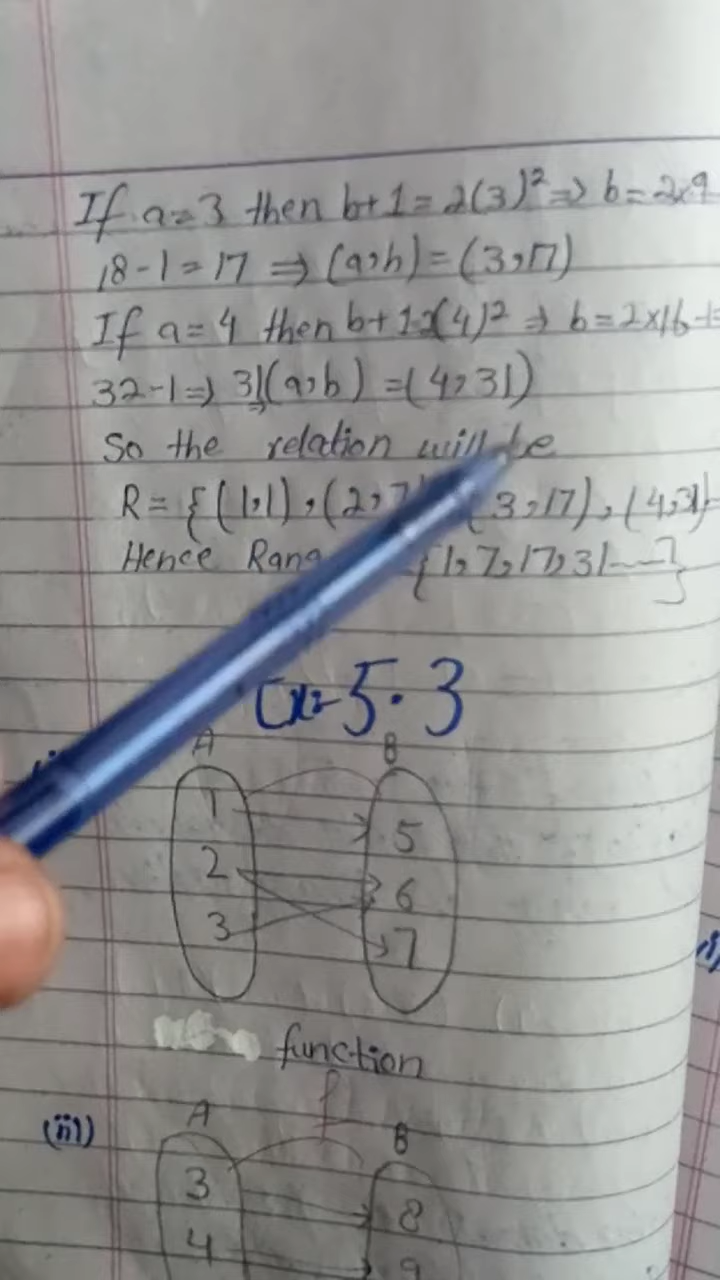 If a=3 then b+1=2(3)²⇒ b=2×9
18-1=17 ⇒ (a,b)=(3,17)
If a=4 then b+1=2(4)² ⇒ b=2×16-1=
32-1=) 31(a,b) =(4,31)
So the relation will be
R= {(1,1),(2,7 (3,17),(4,31)
Hence Rang {1,7,17,31---}
Ex:-5.3
A B
1
5
2
6
3
7
function
(iii)
A f B
3
8
4
9